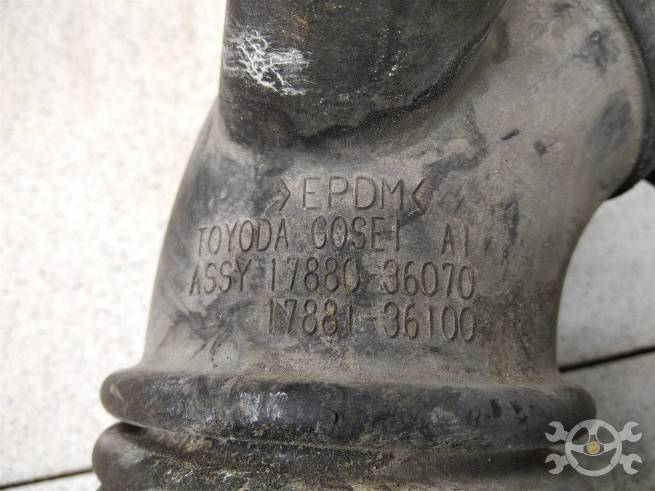 >EPDM<
TOYODA GOSEI A1
ASSY 17880-36070
17881-36100